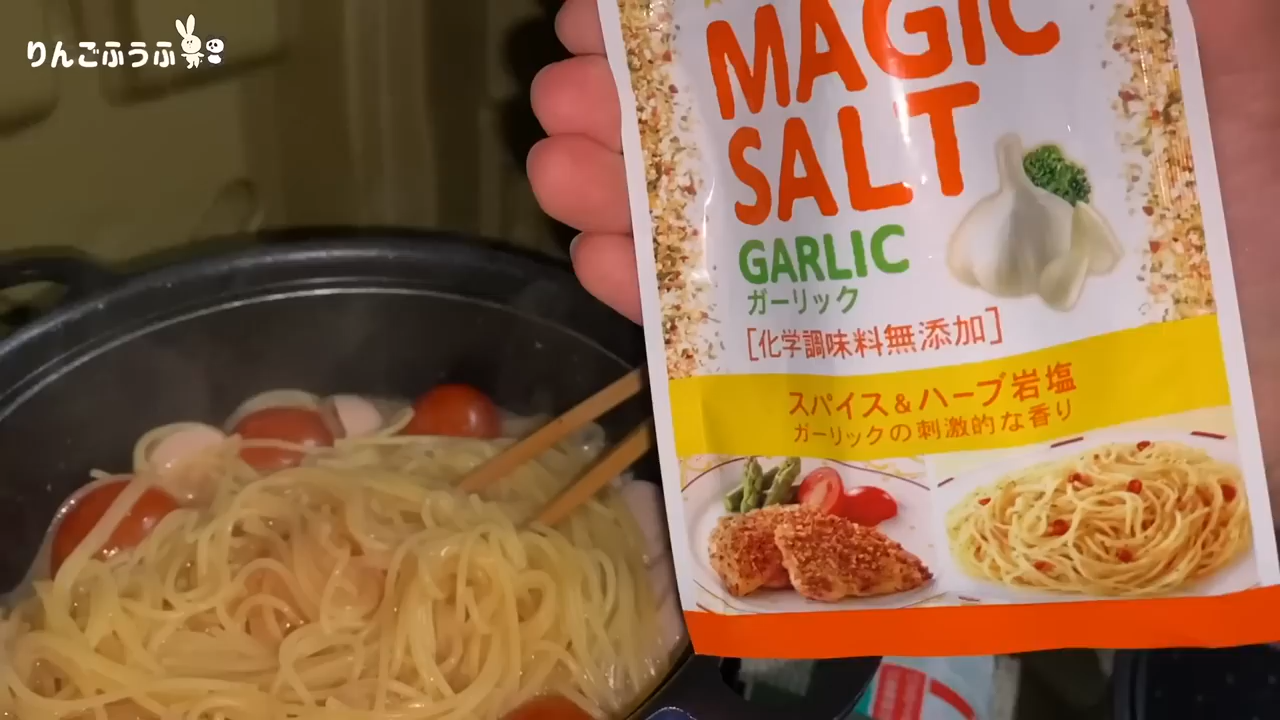 りんごふうふ
MAGIC
SALT
GARLIC
ガーリック
[化学調味料無添加]
スパイス&ハーブ岩塩
ガーリックの刺激的な香り